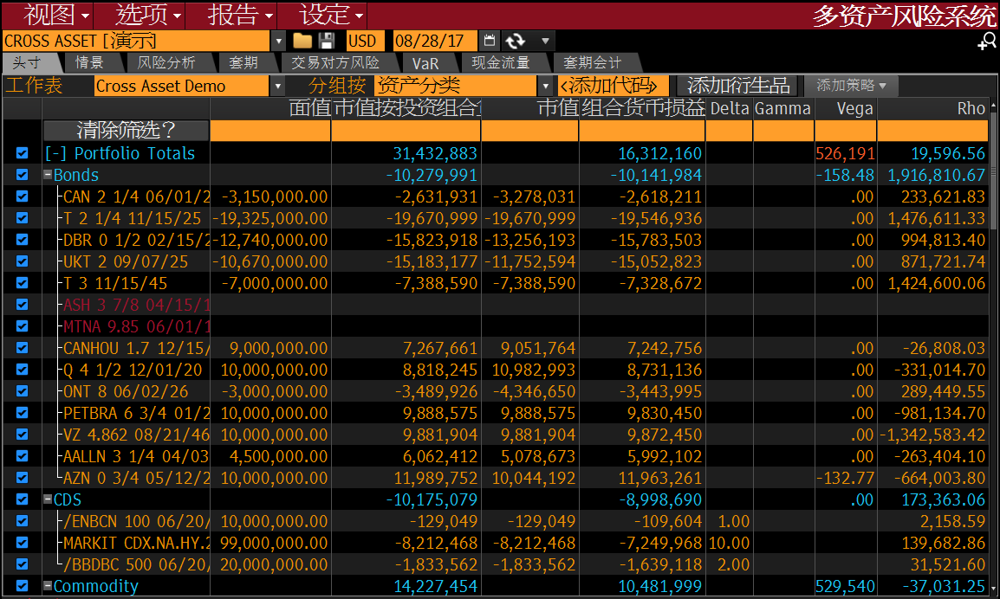 视图 选项 报告 设定 多资产风险系统
CROSS ASSET [演示] USD 08/28/17
头寸 情景 风险分析 套期 交易对方风险 VaR 现金流量 套期会计
工作表 Cross Asset Demo 分组按 资产分类 <添加代码> 添加衍生品 添加策略
面值 市值按投资组合 市值 组合货币损益 Delta Gamma Vega Rho
清除筛选?
[-] Portfolio Totals 31,432,883 16,312,160 526,191 19,596.56
Bonds -10,279,991 -10,141,984 -158.48 1,916,810.67
CAN 2 1/4 06/01/2 -3,150,000.00 -2,631,931 -3,278,031 -2,618,211 .00 233,621.83
T 2 1/4 11/15/25 -19,325,000.00 -19,670,999 -19,670,999 -19,546,936 .00 1,476,611.33
DBR 0 1/2 02/15/2 -12,740,000.00 -15,823,918 -13,256,193 -15,783,503 .00 994,813.40
UKT 2 09/07/25 -10,670,000.00 -15,183,177 -11,752,594 -15,052,823 .00 871,721.74
T 3 11/15/45 -7,000,000.00 -7,388,590 -7,388,590 -7,328,672 .00 1,424,600.06
ASH 3 7/8 04/15/1
MTNA 9.85 06/01/1
CANHOU 1.7 12/15/ 9,000,000.00 7,267,661 9,051,764 7,242,756 .00 -26,808.03
Q 4 1/2 12/01/20 10,000,000.00 8,818,245 10,982,993 8,731,136 .00 -331,014.70
ONT 8 06/02/26 -3,000,000.00 -3,489,926 -4,346,650 -3,443,995 .00 289,449.55
PETBRA 6 3/4 01/2 10,000,000.00 9,888,575 9,888,575 9,830,450 .00 -981,134.70
VZ 4.862 08/21/46 10,000,000.00 9,881,904 9,881,904 9,872,450 .00 -1,342,583.42
AALLN 3 1/4 04/03 4,500,000.00 6,062,412 5,078,673 5,992,102 .00 -263,404.10
AZN 0 3/4 05/12/2 10,000,000.00 11,989,752 10,044,192 11,963,261 -132.77 -664,003.80
CDS -10,175,079 -8,998,690 .00 173,363.06
/ENBCN 100 06/20/ 10,000,000.00 -129,049 -129,049 -109,604 1.00 2,158.59
MARKIT CDX.NA.HY.2 99,000,000.00 -8,212,468 -8,212,468 -7,249,968 10.00 139,682.86
/BBDBC 500 06/20/ 20,000,000.00 -1,833,562 -1,833,562 -1,639,118 2.00 31,521.60
Commodity 14,227,454 10,481,999 529,540 -37,031.25